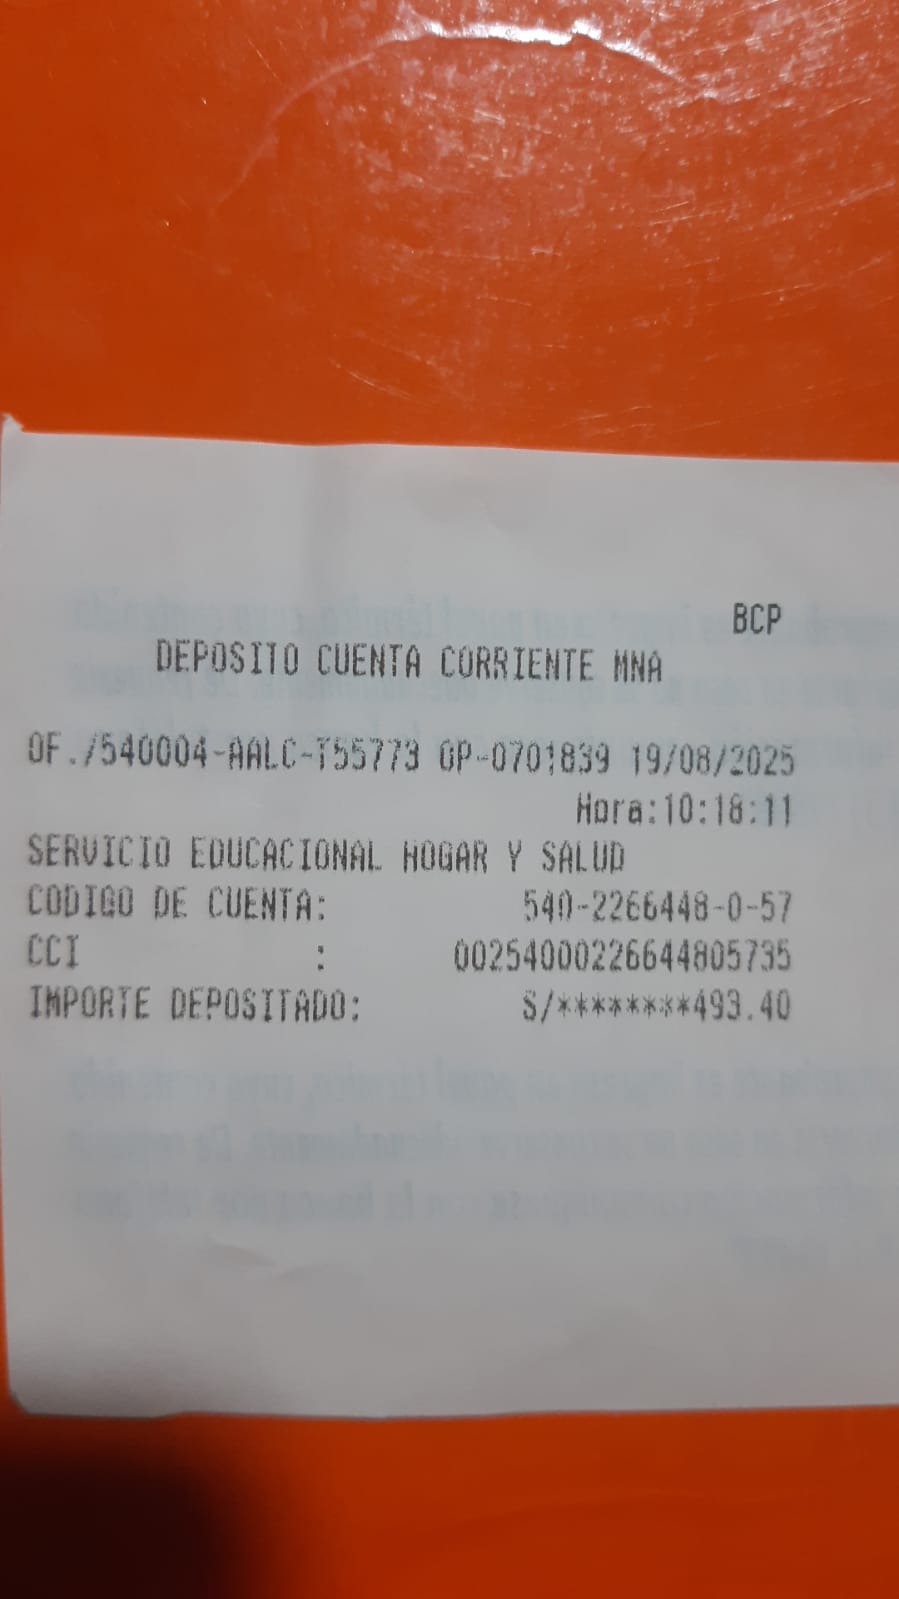 BCP
DEPOSITO CUENTA CORRIENTE MNA
OF./540004-AALC-T55773 OP-0701839 19/08/2025
Hora:10:18:11
SERVICIO EDUCACIONAL HOGAR Y SALUD
CODIGO DE CUENTA: 540-2266448-0-57
CCI : 00254000226644805735
IMPORTE DEPOSITADO: S/********493.40